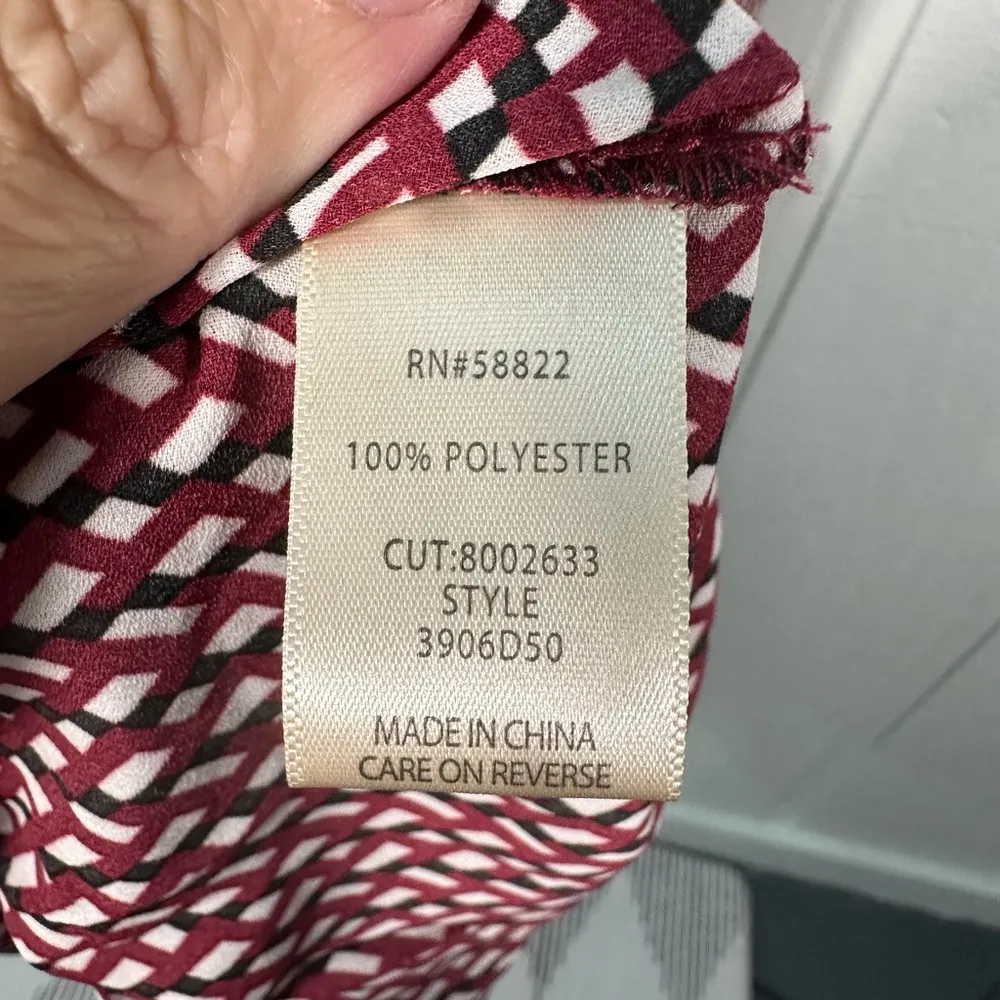 RN#58822
100% POLYESTER
CUT:8002633
STYLE
3906D50
MADE IN CHINA
CARE ON REVERSE